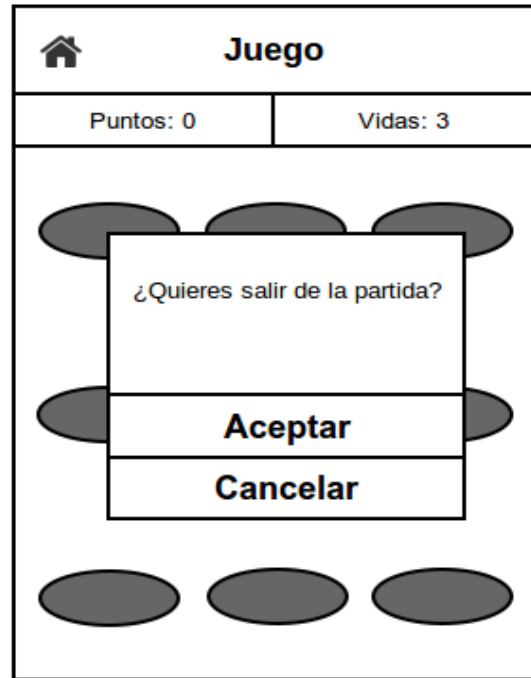 Juego
Puntos: 0
Vidas: 3
¿Quieres salir de la partida?
Aceptar
Cancelar